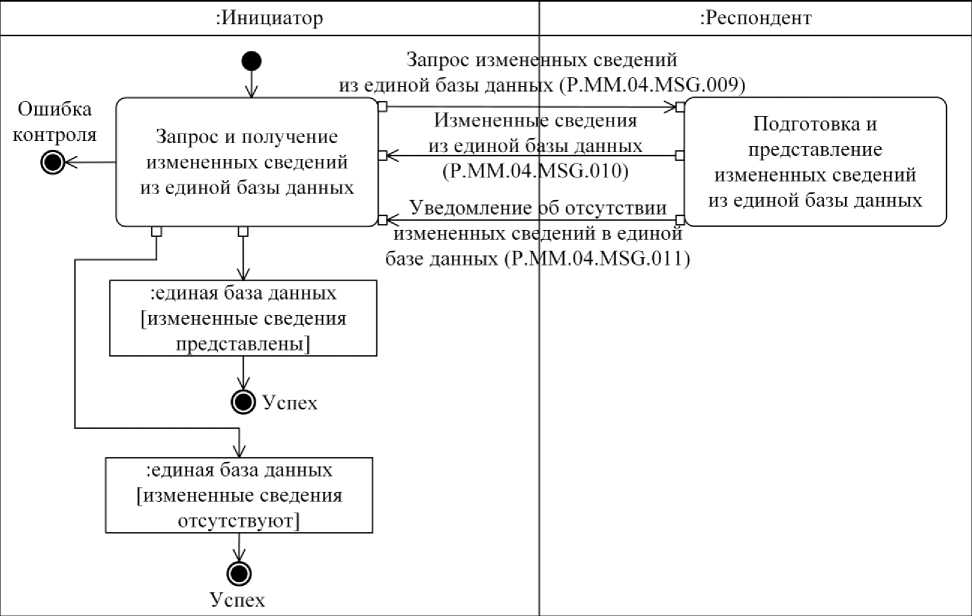 :Инициатор
:Респондент
Запрос измененных сведений
из единой базы данных (P.MM.04.MSG.009)
Ошибка
контроля
Запрос и получение
измененных сведений
из единой базы данных
Измененные сведения
из единой базы данных
(P.MM.04.MSG.010)
Подготовка и
представление
измененных сведений
из единой базы данных
Уведомление об отсутствии
измененных сведений в единой
базе данных (P.MM.04.MSG.011)
:единая база данных
[измененные сведения
представлены]
Успех
:единая база данных
[измененные сведения
отсутствуют]
Успех